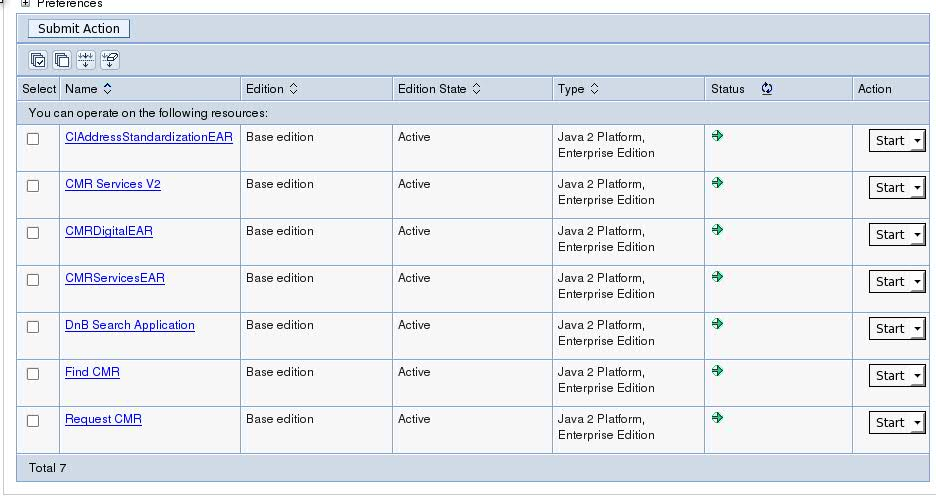 Preferences
Submit Action
Select Name Edition Edition State Type Status Action
You can operate on the following resources:
CIAddressStandardizationEAR Base edition Active Java 2 Platform, Start
Enterprise Edition
CMR Services V2 Base edition Active Java 2 Platform, Start
Enterprise Edition
CMRDigitalEAR Base edition Active Java 2 Platform, Start
Enterprise Edition
CMRServicesEAR Base edition Active Java 2 Platform, Start
Enterprise Edition
DnB Search Application Base edition Active Java 2 Platform, Start
Enterprise Edition
Find CMR Base edition Active Java 2 Platform, Start
Enterprise Edition
Request CMR Base edition Active Java 2 Platform, Start
Enterprise Edition
Total 7